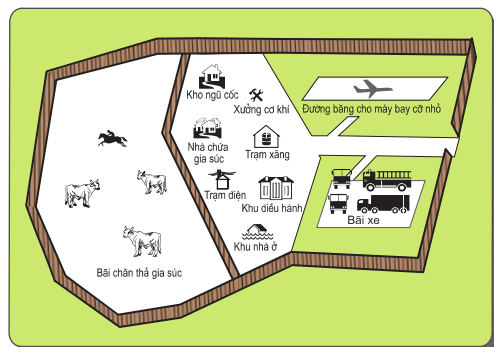 Kho ngũ cốc
Xưởng cơ khí
Đường băng cho máy bay cỡ nhỏ
Nhà chứa
gia súc
Trạm xăng
Trạm điện
Khu điều hành
Bãi xe
Khu nhà ở
Bãi chăn thả gia súc